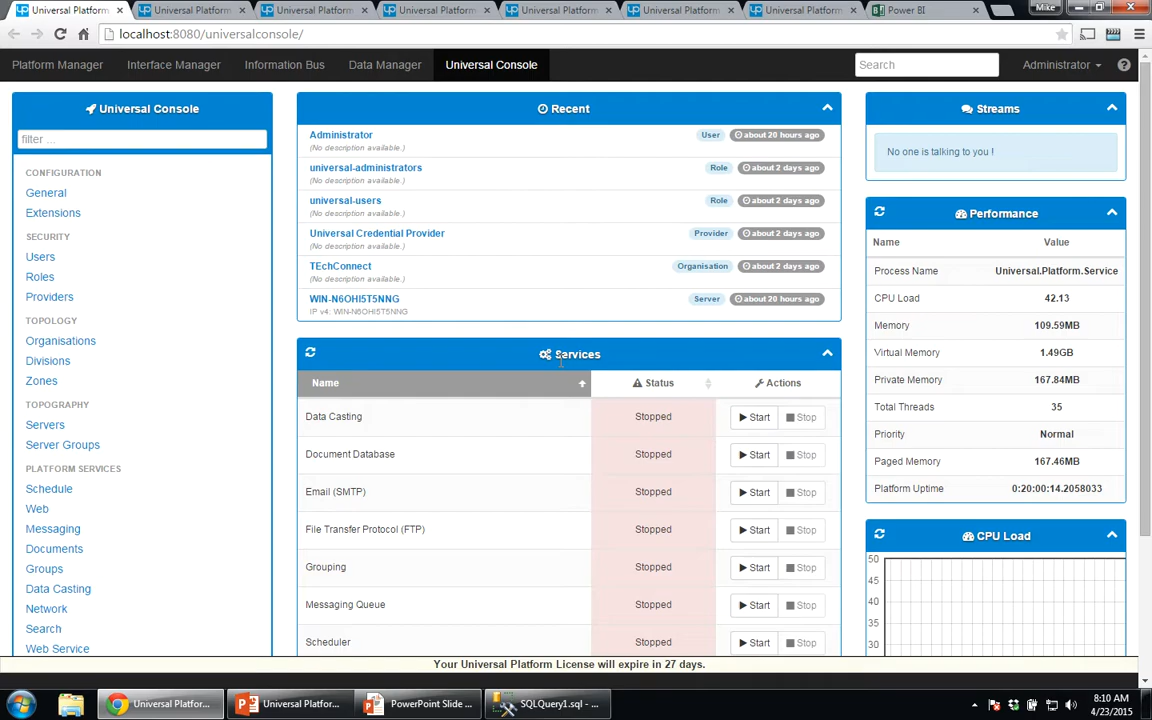 Universal Platform
Universal Platform
Universal Platform
Universal Platform
Universal Platform
Universal Platform
Universal Platform
Power BI
Mike
localhost:8080/universalconsole/
Platform Manager
Interface Manager
Information Bus
Data Manager
Universal Console
Search
Administrator
Universal Console
filter ...
CONFIGURATION
General
Extensions
SECURITY
Users
Roles
Providers
TOPOLOGY
Organisations
Divisions
Zones
TOPOGRAPHY
Servers
Server Groups
PLATFORM SERVICES
Schedule
Web
Messaging
Documents
Groups
Data Casting
Network
Search
Web Service
Recent
Administrator User about 20 hours ago
(No description available.)
universal-administrators Role about 2 days ago
(No description available.)
universal-users Role about 2 days ago
(No description available.)
Universal Credential Provider Provider about 2 days ago
(No description available.)
TEchConnect Organisation about 2 days ago
(No description available.)
WIN-N6OHI5T5NNG Server about 20 hours ago
IP v4: WIN-N6OHI5T5NNG
Services
Name Status Actions
Data Casting Stopped Start Stop
Document Database Stopped Start Stop
Email (SMTP) Stopped Start Stop
File Transfer Protocol (FTP) Stopped Start Stop
Grouping Stopped Start Stop
Messaging Queue Stopped Start Stop
Scheduler Stopped Start Stop
Streams
No one is talking to you !
Performance
Name Value
Process Name Universal.Platform.Service
CPU Load 42.13
Memory 109.59MB
Virtual Memory 1.49GB
Private Memory 167.84MB
Total Threads 35
Priority Normal
Paged Memory 167.46MB
Platform Uptime 0:20:00:14.2058033
CPU Load
50
45
40
35
30
Your Universal Platform License will expire in 27 days.
Universal Platfor...
Universal Platfor...
PowerPoint Slide ...
SQLQuery1.sql - ...
8:10 AM
4/23/2015